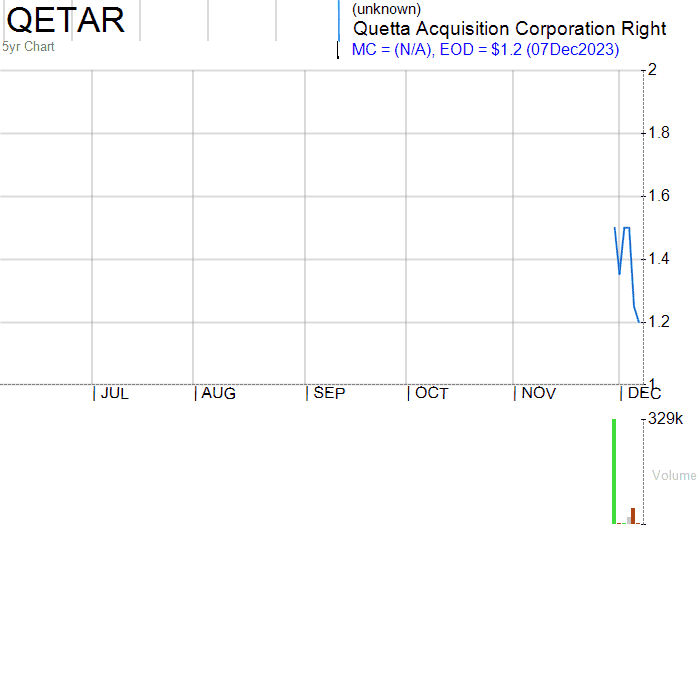 QETAR
(unknown)
Quetta Acquisition Corporation Right
5yr Chart
MC = (N/A), EOD = $1.2 (07Dec2023)
2
1.8
1.6
1.4
1.2
1
JUL AUG SEP OCT NOV DEC
329k
Volume